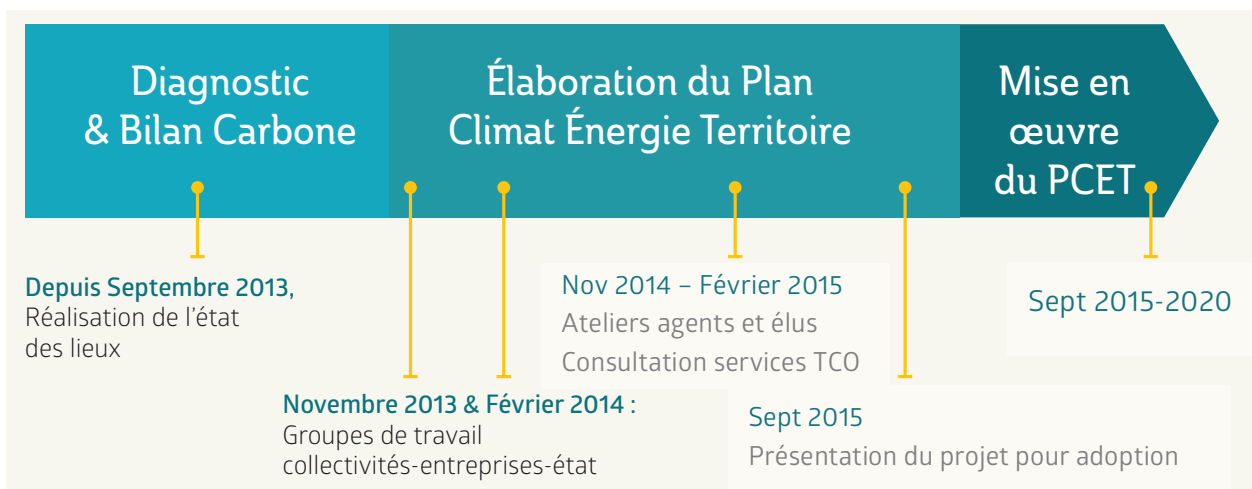 Diagnostic
& Bilan Carbone
Élaboration du Plan
Climat Énergie Territoire
Mise en
œuvre
du PCET
Depuis Septembre 2013,
Réalisation de l'état
des lieux
Novembre 2013 & Février 2014 :
Groupes de travail
collectivités-entreprises-état
Nov 2014 – Février 2015
Ateliers agents et élus
Consultation services TCO
Sept 2015
Présentation du projet pour adoption
Sept 2015-2020